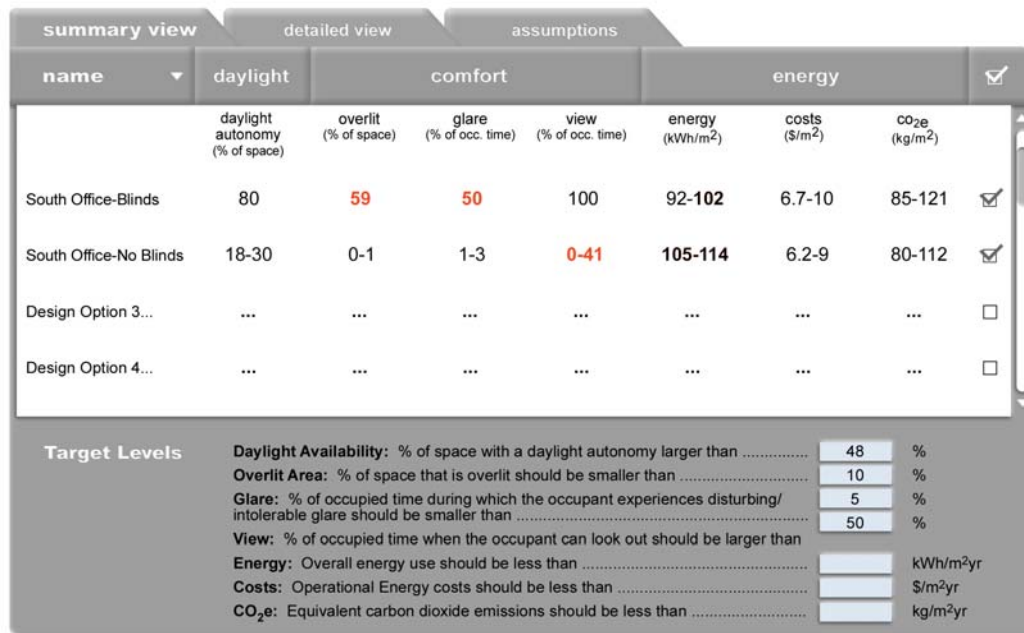 summary view detailed view assumptions
name daylight comfort energy
daylight autonomy (% of space) overlit (% of space) glare (% of occ. time) view (% of occ. time) energy (kWh/m²) costs ($/m²) co₂e (kg/m²)
South Office-Blinds 80 59 50 100 92-102 6.7-10 85-121
South Office-No Blinds 18-30 0-1 1-3 0-41 105-114 6.2-9 80-112
Design Option 3... ... ... ... ... ... ... ...
Design Option 4... ... ... ... ... ... ... ...
Target Levels
Daylight Availability: % of space with a daylight autonomy larger than ............... 48 %
Overlit Area: % of space that is overlit should be smaller than ............................. 10 %
Glare: % of occupied time during which the occupant experiences disturbing/ 5 %
intolerable glare should be smaller than ................................................................ 50 %
View: % of occupied time when the occupant can look out should be larger than
Energy: Overall energy use should be less than .................................................. kWh/m²yr
Costs: Operational Energy costs should be less than .......................................... $/m²yr
CO₂e: Equivalent carbon dioxide emissions should be less than ......................... kg/m²yr